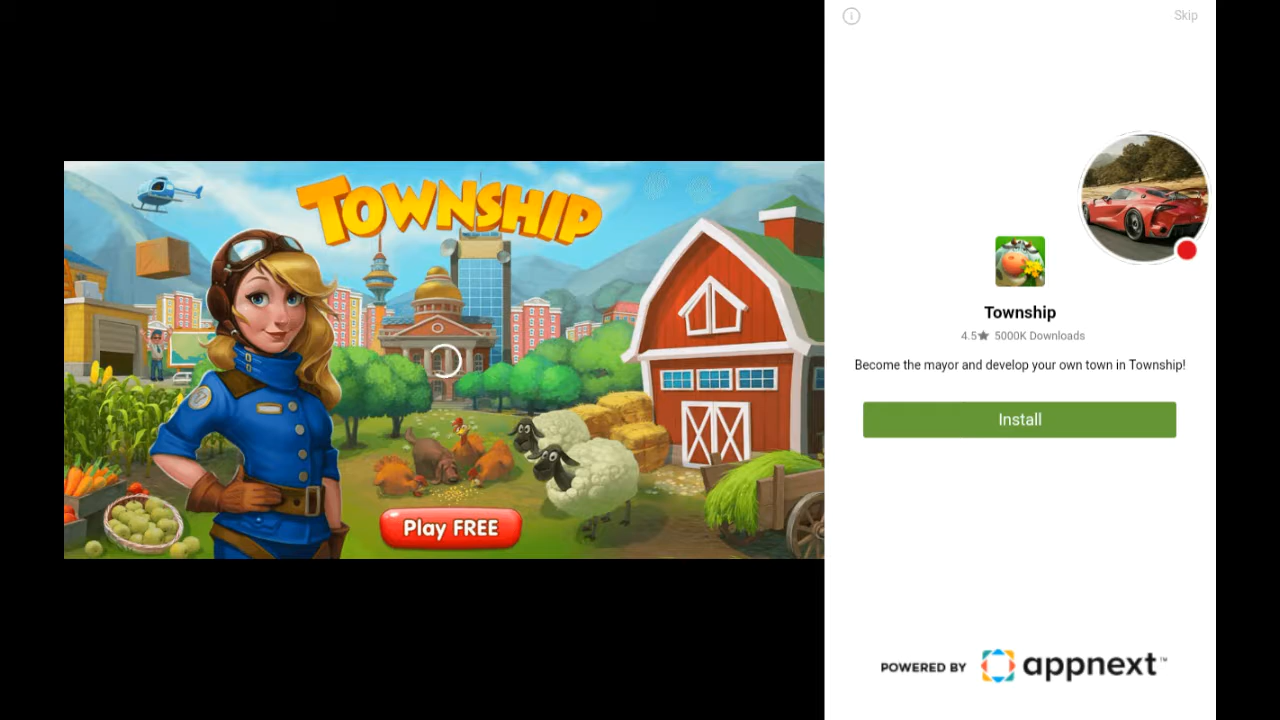 TOWNSHIP
Play FREE
Skip
Township
4.5★ 5000K Downloads
Become the mayor and develop your own town in Township!
Install
POWERED BY appnext™